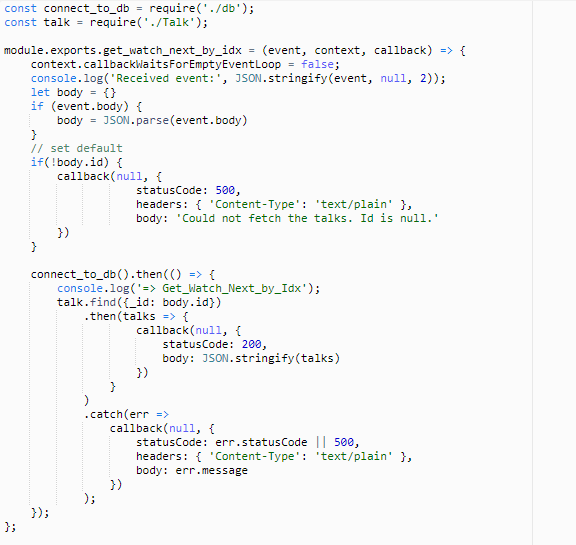 const connect_to_db = require('./db');
const talk = require('./Talk');

module.exports.get_watch_next_by_idx = (event, context, callback) => {
    context.callbackWaitsForEmptyEventLoop = false;
    console.log('Received event:', JSON.stringify(event, null, 2));
    let body = {}
    if (event.body) {
        body = JSON.parse(event.body)
    }
    // set default
    if(!body.id) {
        callback(null, {
                    statusCode: 500,
                    headers: { 'Content-Type': 'text/plain' },
                    body: 'Could not fetch the talks. Id is null.'
        })
    }

    connect_to_db().then(() => {
        console.log('=> Get_Watch_Next_by_Idx');
        talk.find({_id: body.id})
            .then(talks => {
                    callback(null, {
                        statusCode: 200,
                        body: JSON.stringify(talks)
                    })
                }
            )
            .catch(err =>
                callback(null, {
                    statusCode: err.statusCode || 500,
                    headers: { 'Content-Type': 'text/plain' },
                    body: err.message
                })
            );
    });
};